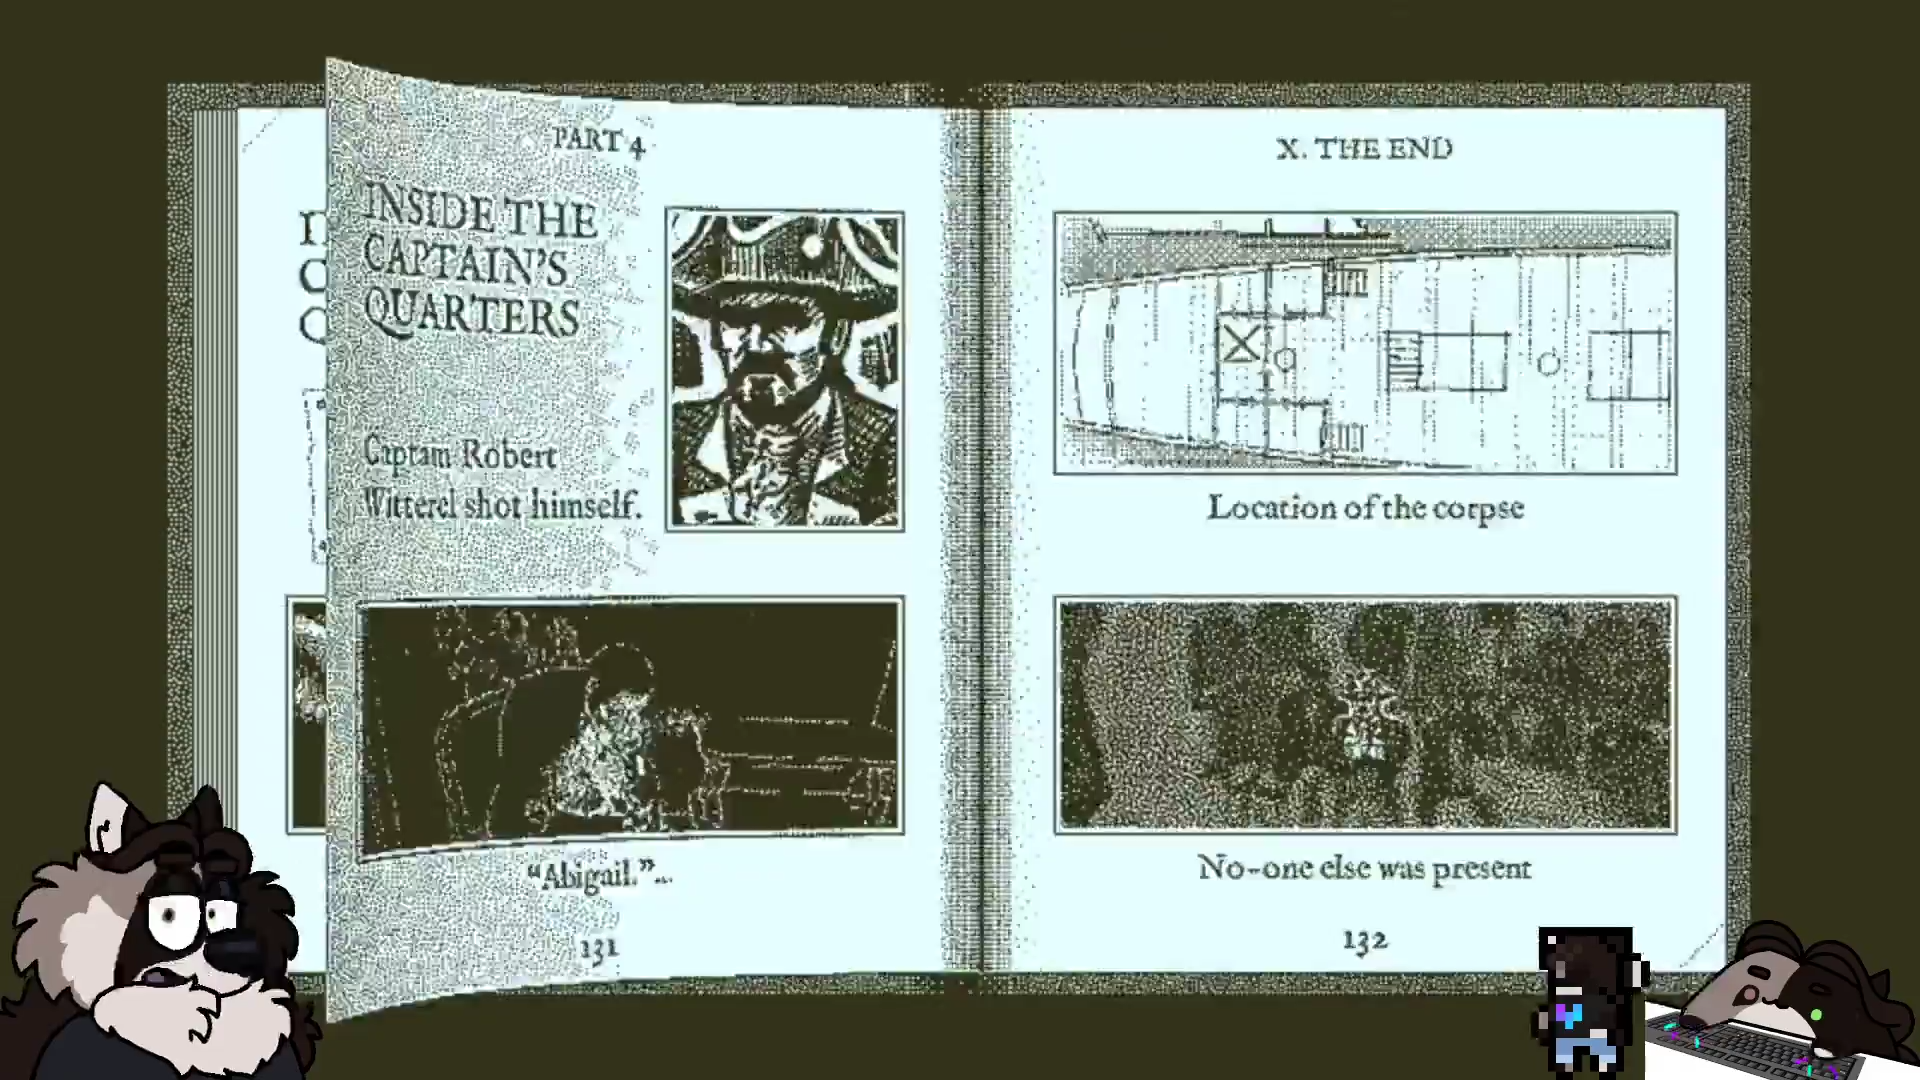 PART 4
INSIDE THE
CAPTAIN'S
QUARTERS
Captain Robert
Witterel shot himself.
"Abigail."...
131
X. THE END
Location of the corpse
No-one else was present
132